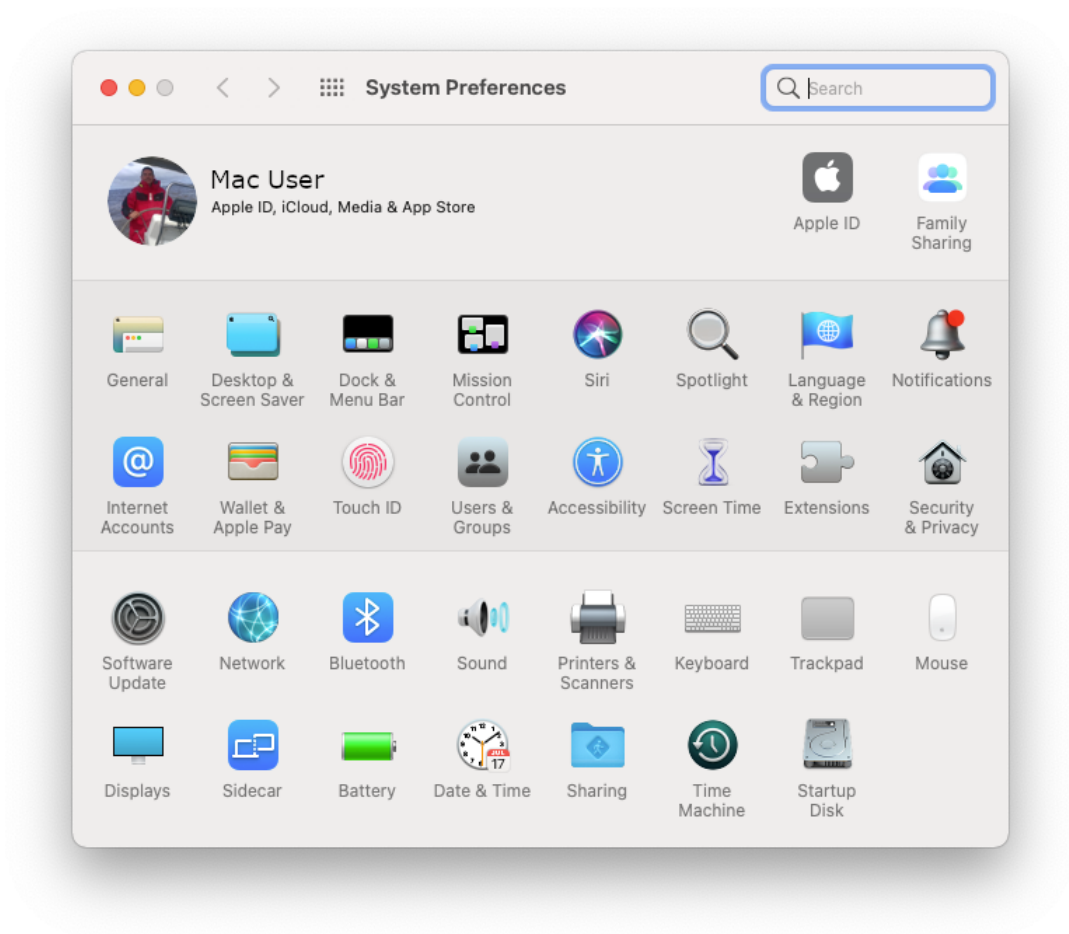 System Preferences
Search
Mac User
Apple ID, iCloud, Media & App Store
Apple ID
Family
Sharing
General
Desktop &
Screen Saver
Dock &
Menu Bar
Mission
Control
Siri
Spotlight
Language
& Region
Notifications
Internet
Accounts
Wallet &
Apple Pay
Touch ID
Users &
Groups
Accessibility
Screen Time
Extensions
Security
& Privacy
Software
Update
Network
Bluetooth
Sound
Printers &
Scanners
Keyboard
Trackpad
Mouse
Displays
Sidecar
Battery
JUL
17
Date & Time
Sharing
Time
Machine
Startup
Disk